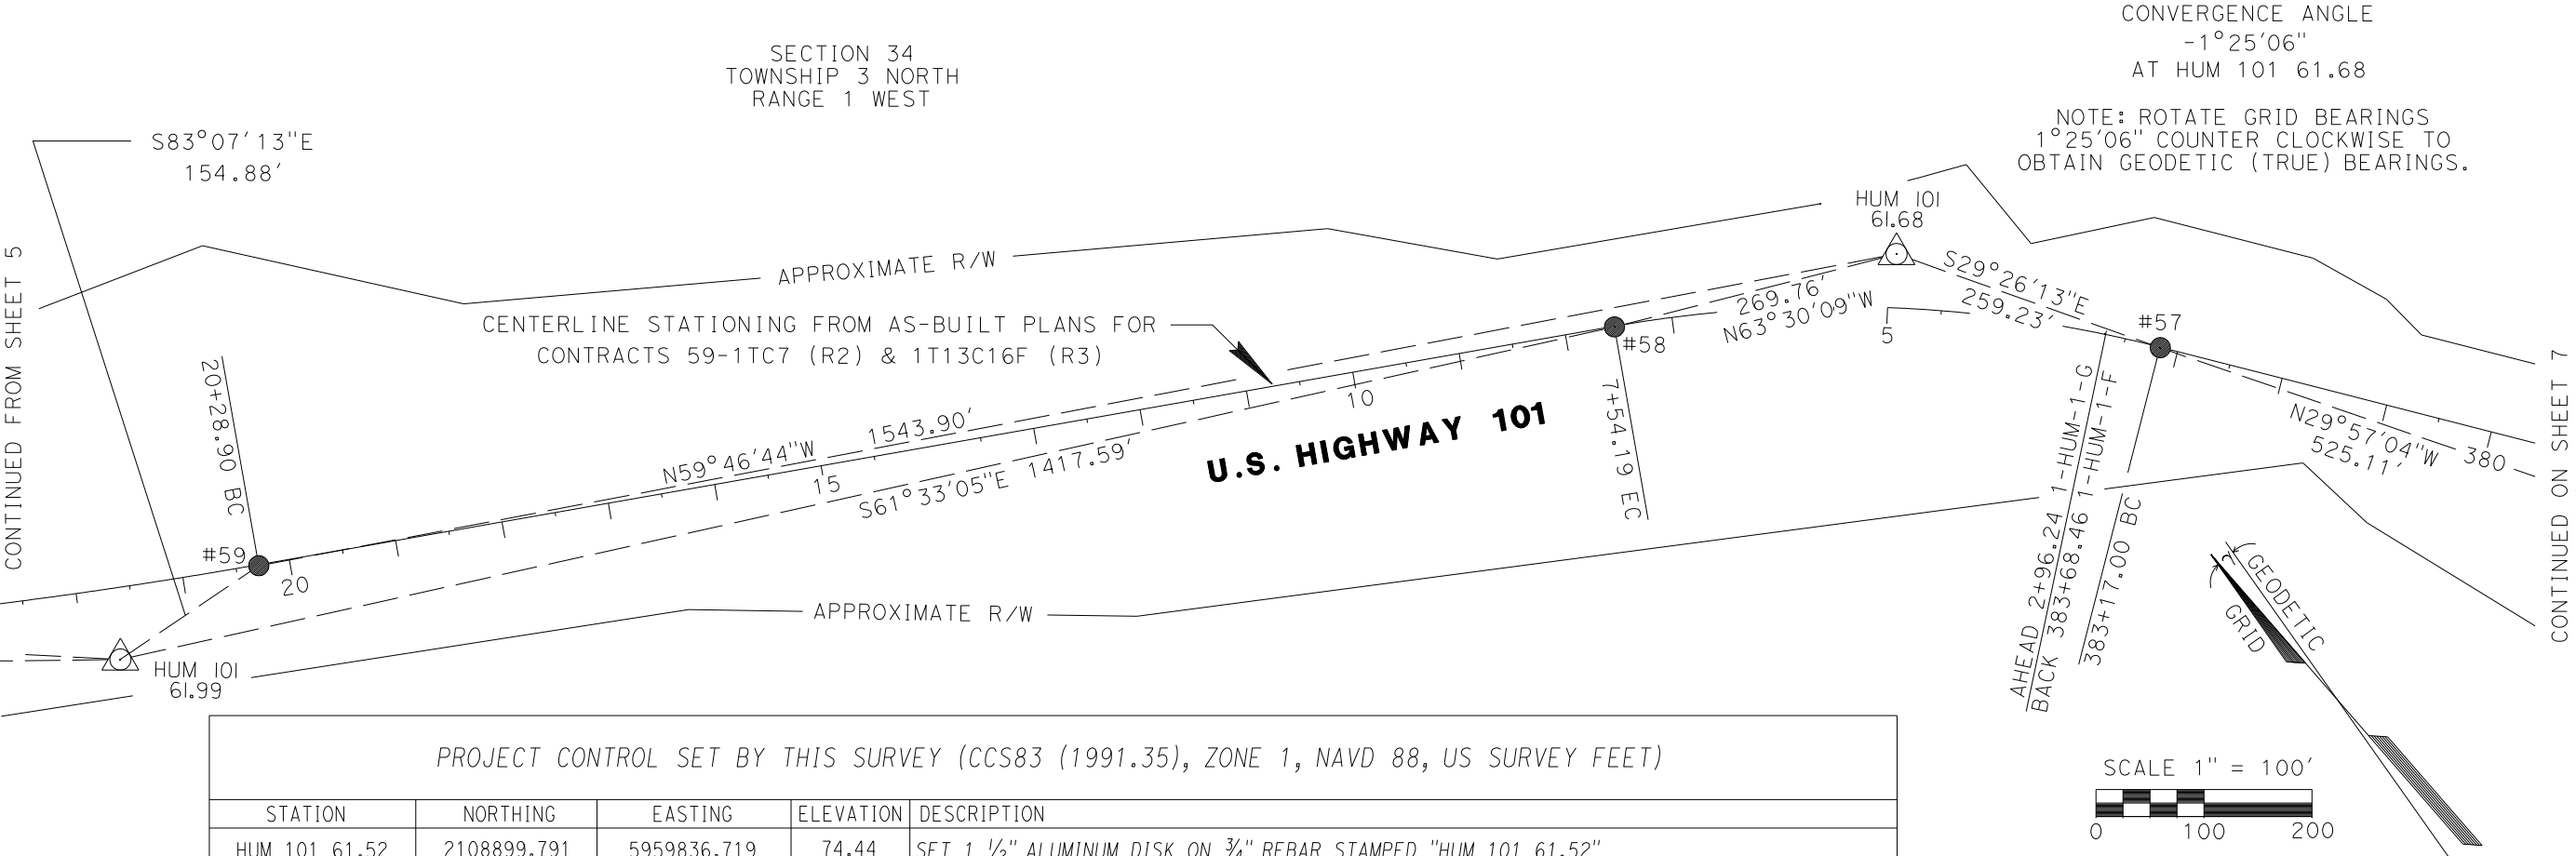 CONVERGENCE ANGLE
-1°25'06"
AT HUM 101 61.68
SECTION 34
TOWNSHIP 3 NORTH
RANGE 1 WEST
NOTE: ROTATE GRID BEARINGS
1°25'06" COUNTER CLOCKWISE TO
OBTAIN GEODETIC (TRUE) BEARINGS.
S83°07'13"E
154.88'
HUM 101
61.68
CONTINUED FROM SHEET 5
APPROXIMATE R/W
S29°26'13"E
259.23'
269.76'
N63°30'09"W
5
#57
#58
CENTERLINE STATIONING FROM AS-BUILT PLANS FOR
CONTRACTS 59-1TC7 (R2) & 1T13C16F (R3)
20+28.90 BC
10
7+54.19 EC
U.S. HIGHWAY 101
1543.90'
N59°46'44"W
15
S61°33'05"E 1417.59'
N29°57'04"W
525.11'
380
CONTINUED ON SHEET 7
#59
20
AHEAD 2+96.24 1-HUM-1-G
BACK 383+68.46 1-HUM-1-F
383+17.00 BC
APPROXIMATE R/W
GEODETIC
GRID
HUM 101
61.99
PROJECT CONTROL SET BY THIS SURVEY (CCS83 (1991.35), ZONE 1, NAVD 88, US SURVEY FEET)
SCALE 1" = 100'
0 100 200
STATION NORTHING EASTING ELEVATION DESCRIPTION
HUM 101 61.52 2108899.791 5959836.719 74.44 SET 1 ½" ALUMINUM DISK ON ¾" REBAR STAMPED "HUM 101 61.52"